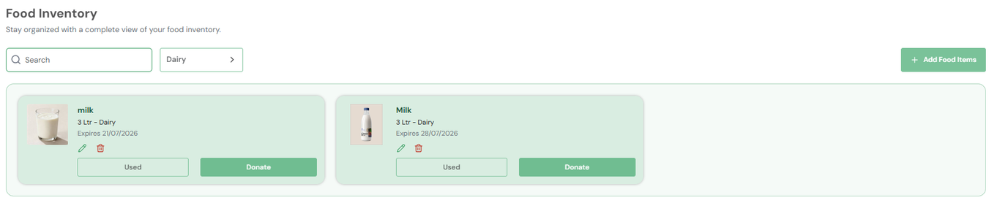 Food Inventory
Stay organized with a complete view of your food inventory.
Search
Dairy
+ Add Food Items
milk
3 Ltr - Dairy
Expires 21/07/2026
Used
Donate
Milk
3 Ltr - Dairy
Expires 28/07/2026
Used
Donate